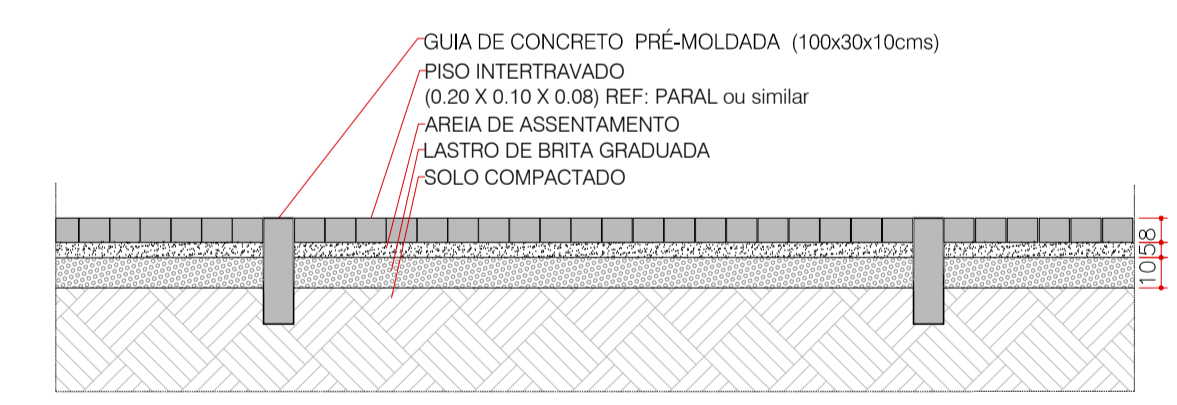 GUIA DE CONCRETO PRÉ-MOLDADA (100x30x10cms)
PISO INTERTRAVADO
(0.20 X 0.10 X 0.08) REF: PARAL ou similar
AREIA DE ASSENTAMENTO
LASTRO DE BRITA GRADUADA
SOLO COMPACTADO
8
5
10